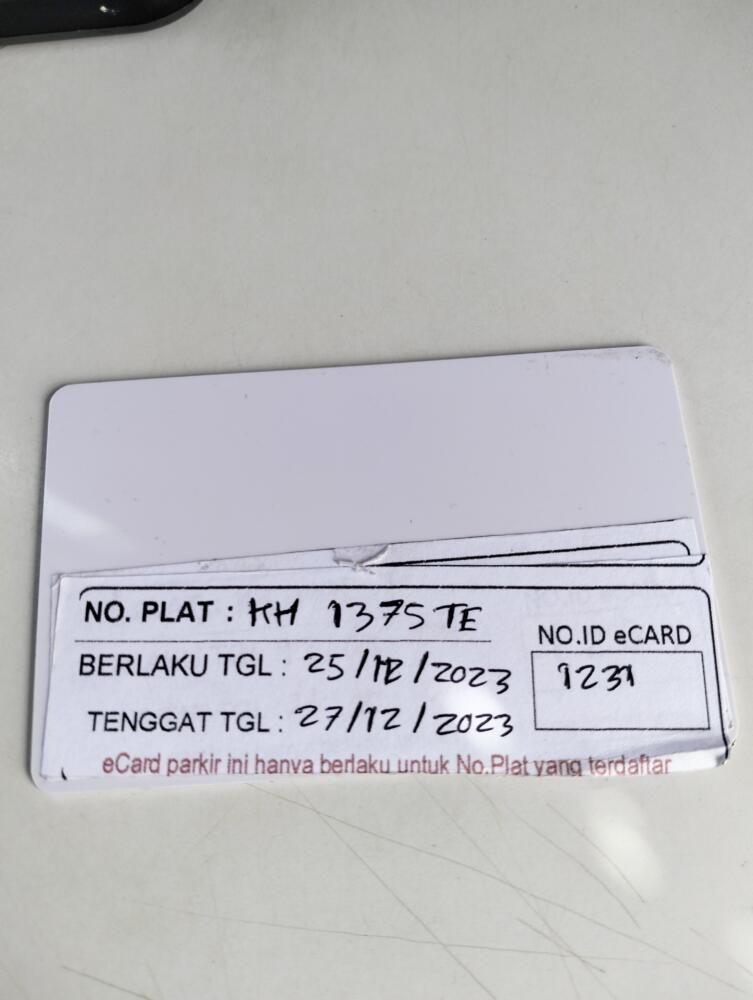 NO. PLAT : KH 1375 TE
NO.ID eCARD
BERLAKU TGL : 25/12/2023
1231
TENGGAT TGL : 27/12/2023
eCard parkir ini hanya berlaku untuk No.Plat yang terdaftar